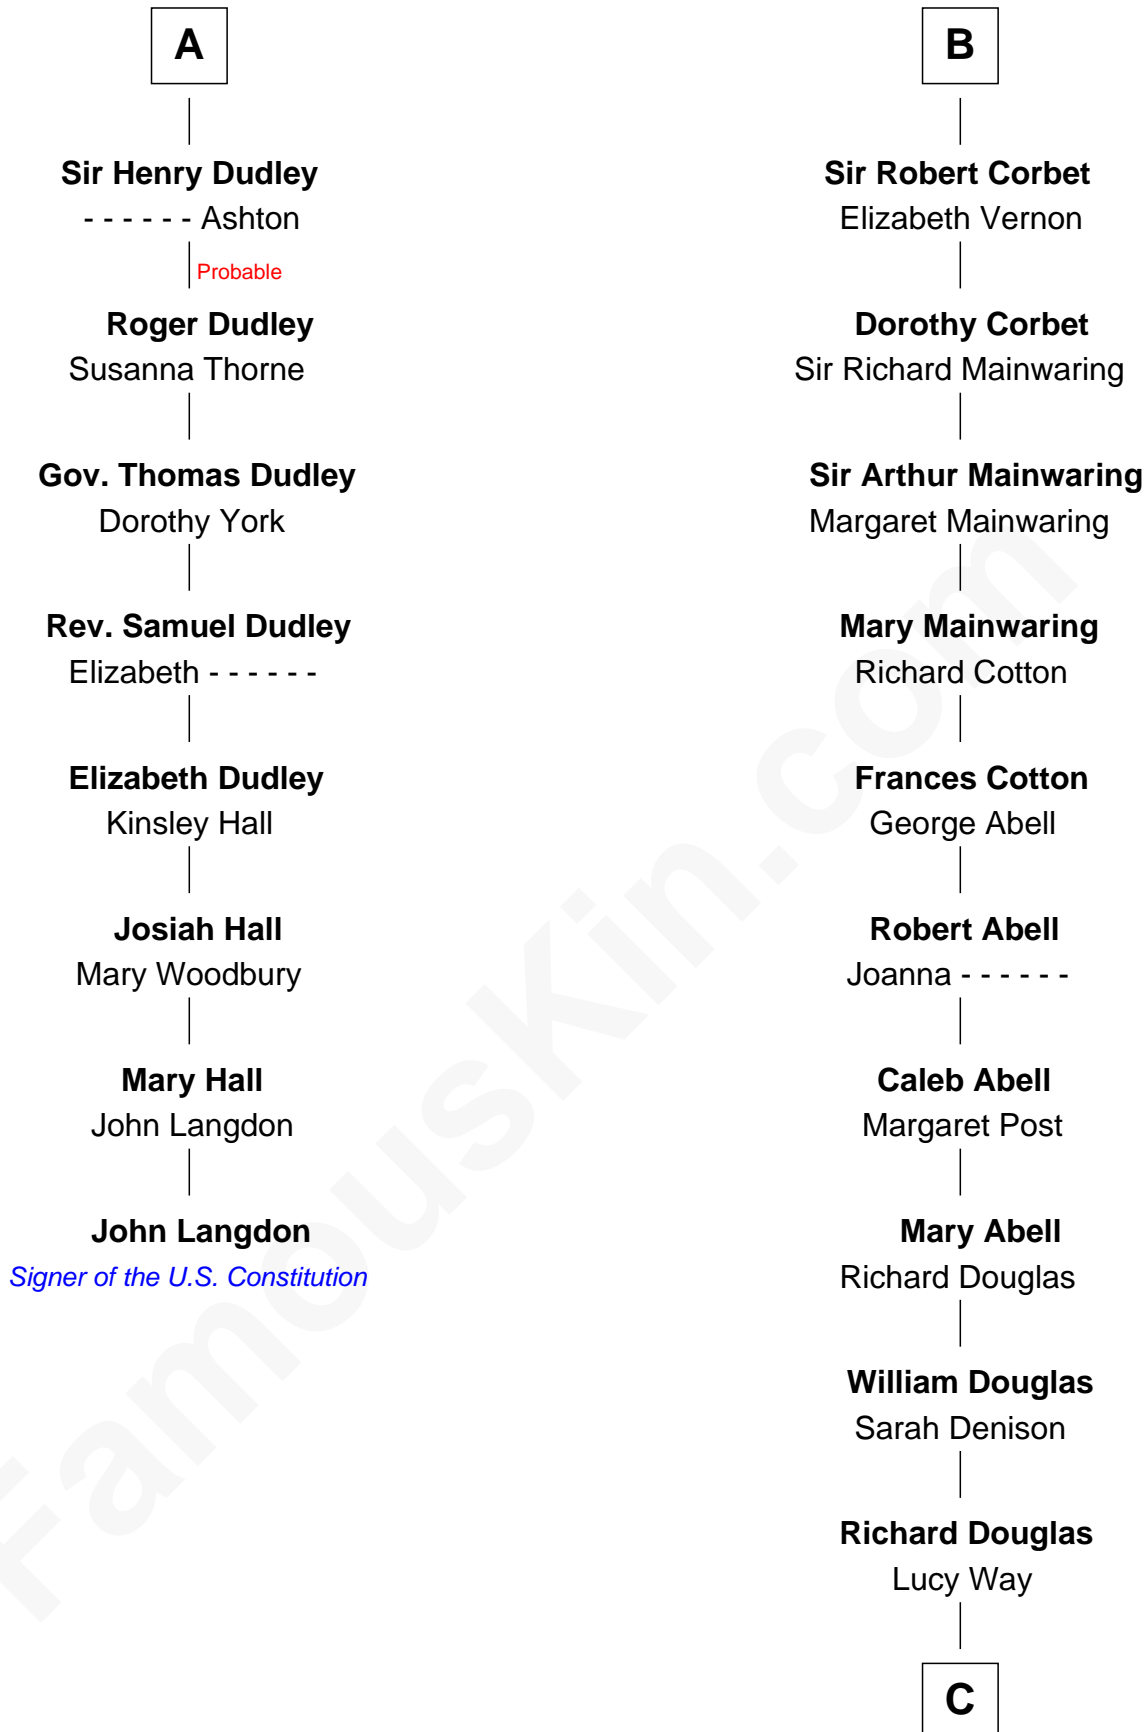 A
Sir Henry Dudley
- - - - - - Ashton
Probable
Roger Dudley
Susanna Thorne
Gov. Thomas Dudley
Dorothy York
Rev. Samuel Dudley
Elizabeth - - - - - -
Elizabeth Dudley
Kinsley Hall
Josiah Hall
Mary Woodbury
Mary Hall
John Langdon
John Langdon
Signer of the U.S. Constitution
B
Sir Robert Corbet
Elizabeth Vernon
Dorothy Corbet
Sir Richard Mainwaring
Sir Arthur Mainwaring
Margaret Mainwaring
Mary Mainwaring
Richard Cotton
Frances Cotton
George Abell
Robert Abell
Joanna - - - - - -
Caleb Abell
Margaret Post
Mary Abell
Richard Douglas
William Douglas
Sarah Denison
Richard Douglas
Lucy Way
C
FamousKin.com